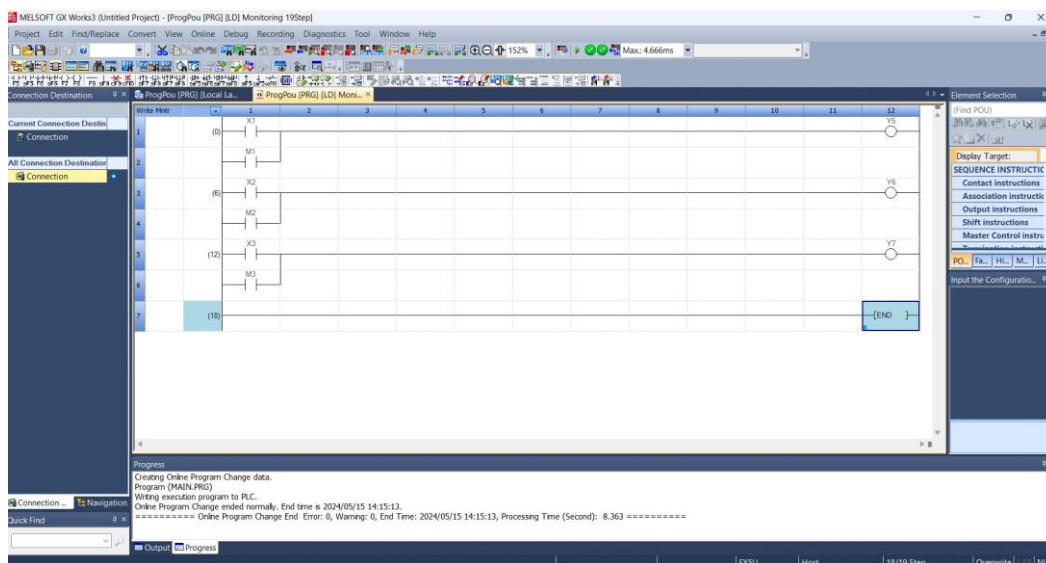 MELSOFT GX Works3 (Untitled Project) - [ProgPou [PRG] [LD] Monitoring 19Step]
Project Edit Find/Replace Convert View Online Debug Recording Diagnostics Tool Window Help
152% Max.: 4.666ms
Connection Destination ProgPou [PRG] [Local La... ProgPou [PRG] [LD] Moni... Element Selection
Write Mntr 1 2 3 4 5 6 7 8 9 10 11 12
(Find POU)
Current Connection Destin
Connection
All Connection Destination
Connection
1 (0) X1 Y5
2 M1
3 (6) X2 Y6
4 M2
5 (12) X3 Y7
6 M3
7 (18) [END ]
Display Target:
SEQUENCE INSTRUCTIC
Contact instructions
Association instructic
Output instructions
Shift instructions
Master Control instru
PO... Fa... Hi... M... Li...
Input the Configuratio...
Progress
Creating Online Program Change data.
Program (MAIN.PRG)
Writing execution program to PLC.
Online Program Change ended normally. End time is 2024/05/15 14:15:13.
========== Online Program Change End Error: 0, Warning: 0, End Time: 2024/05/15 14:15:13, Processing Time (Second): 8.363 ==========
Connection ... Navigation
Quick Find
Output Progress
FX5U Host 18/19 Step Overwrite